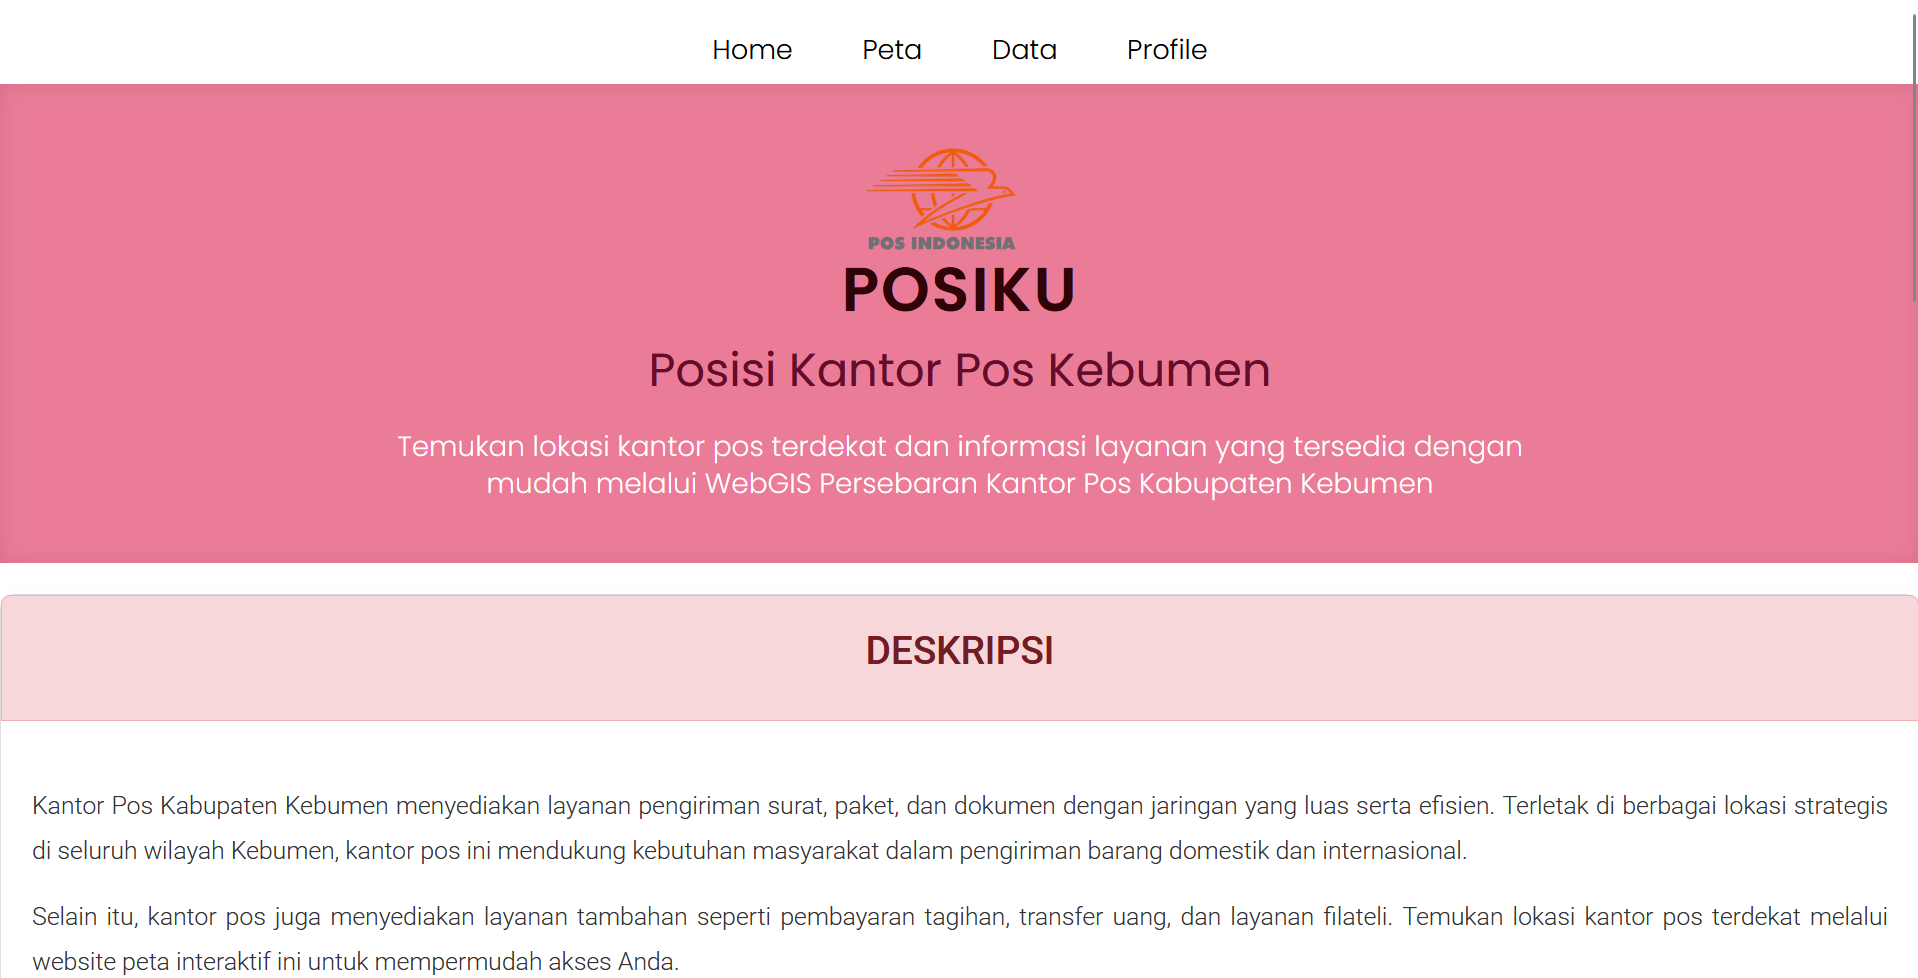 Home Peta Data Profile
POS INDONESIA
POSIKU
Posisi Kantor Pos Kebumen
Temukan lokasi kantor pos terdekat dan informasi layanan yang tersedia dengan
mudah melalui WebGIS Persebaran Kantor Pos Kabupaten Kebumen
DESKRIPSI
Kantor Pos Kabupaten Kebumen menyediakan layanan pengiriman surat, paket, dan dokumen dengan jaringan yang luas serta efisien. Terletak di berbagai lokasi strategis
di seluruh wilayah Kebumen, kantor pos ini mendukung kebutuhan masyarakat dalam pengiriman barang domestik dan internasional.
Selain itu, kantor pos juga menyediakan layanan tambahan seperti pembayaran tagihan, transfer uang, dan layanan filateli. Temukan lokasi kantor pos terdekat melalui
website peta interaktif ini untuk mempermudah akses Anda.